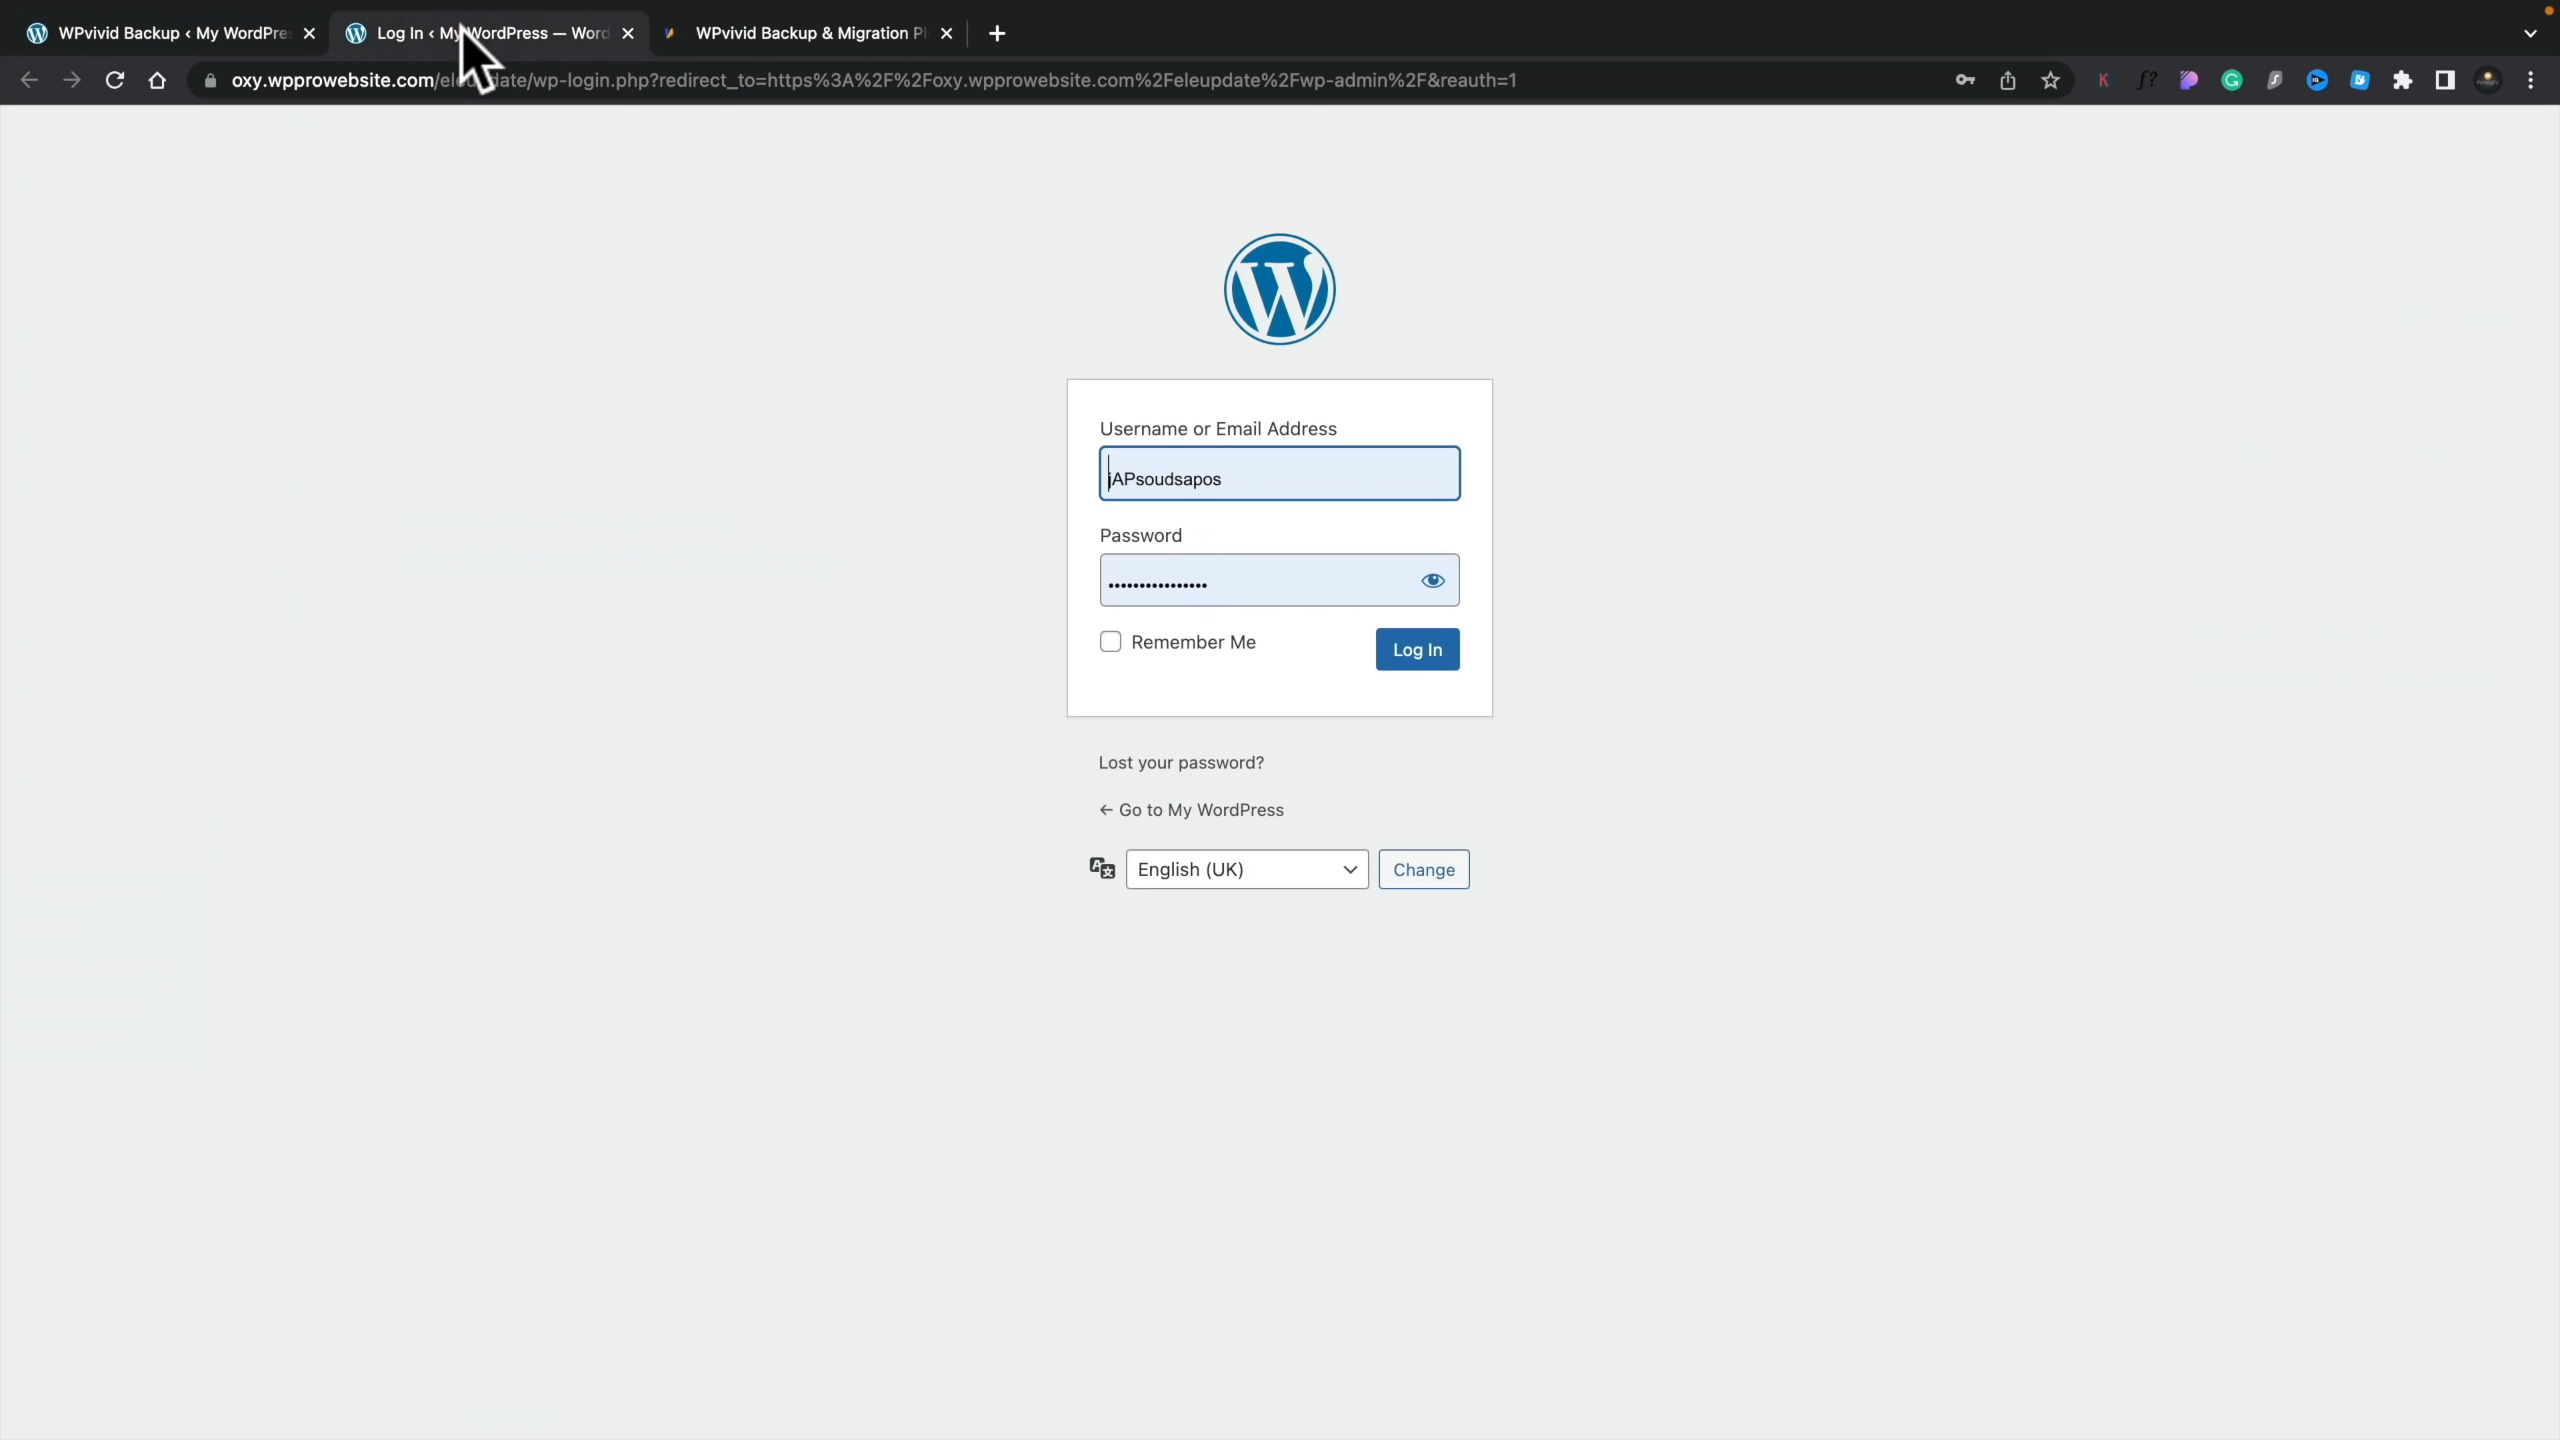 WPvivid Backup ‹ My WordPre
Log In ‹ My WordPress — Word
WPvivid Backup & Migration Pl
oxy.wpprowebsite.com/eleupdate/wp-login.php?redirect_to=https%3A%2F%2Foxy.wpprowebsite.com%2Feleupdate%2Fwp-admin%2F&reauth=1
Username or Email Address
jAPsoudsapos
Password
••••••••••••••••
Remember Me
Log In
Lost your password?
← Go to My WordPress
English (UK)
Change